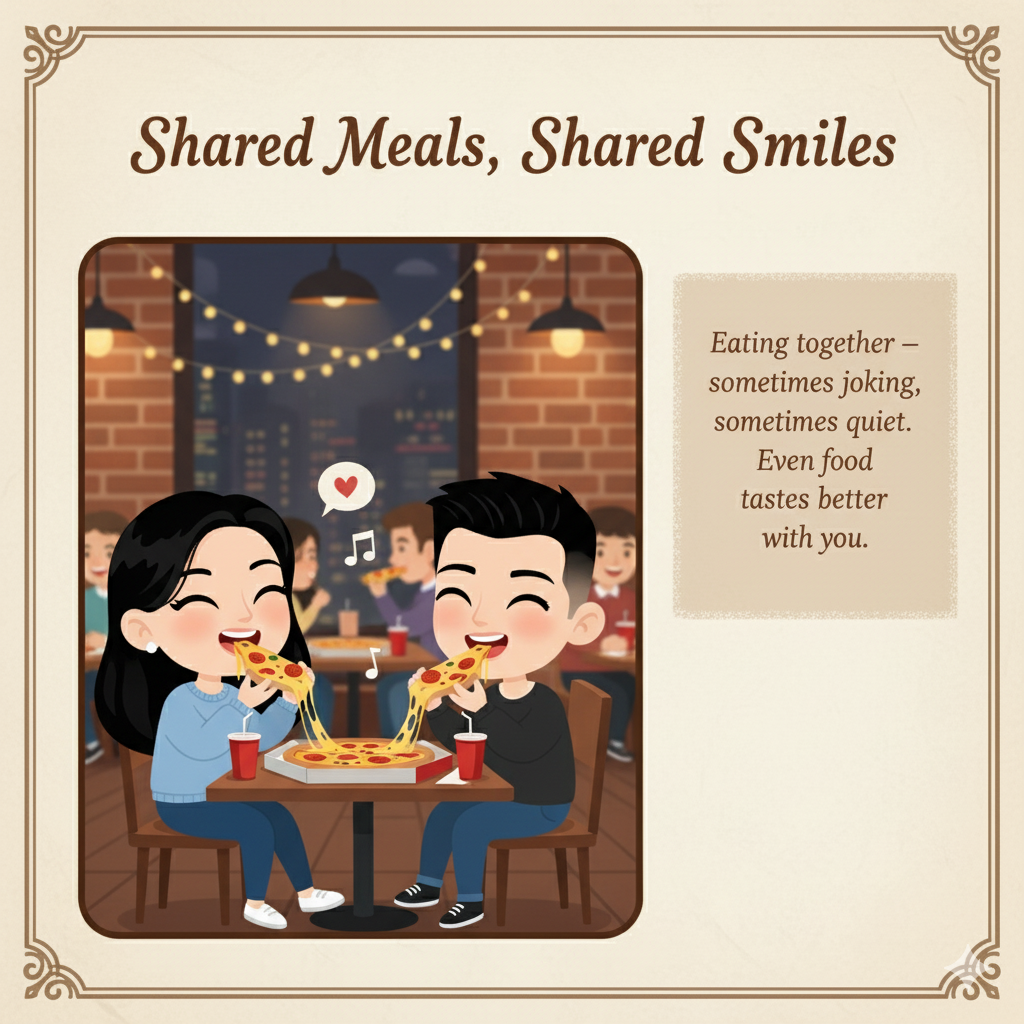 Shared Meals, Shared Smiles
Eating together –
sometimes joking,
sometimes quiet.
Even food
tastes better
with you.